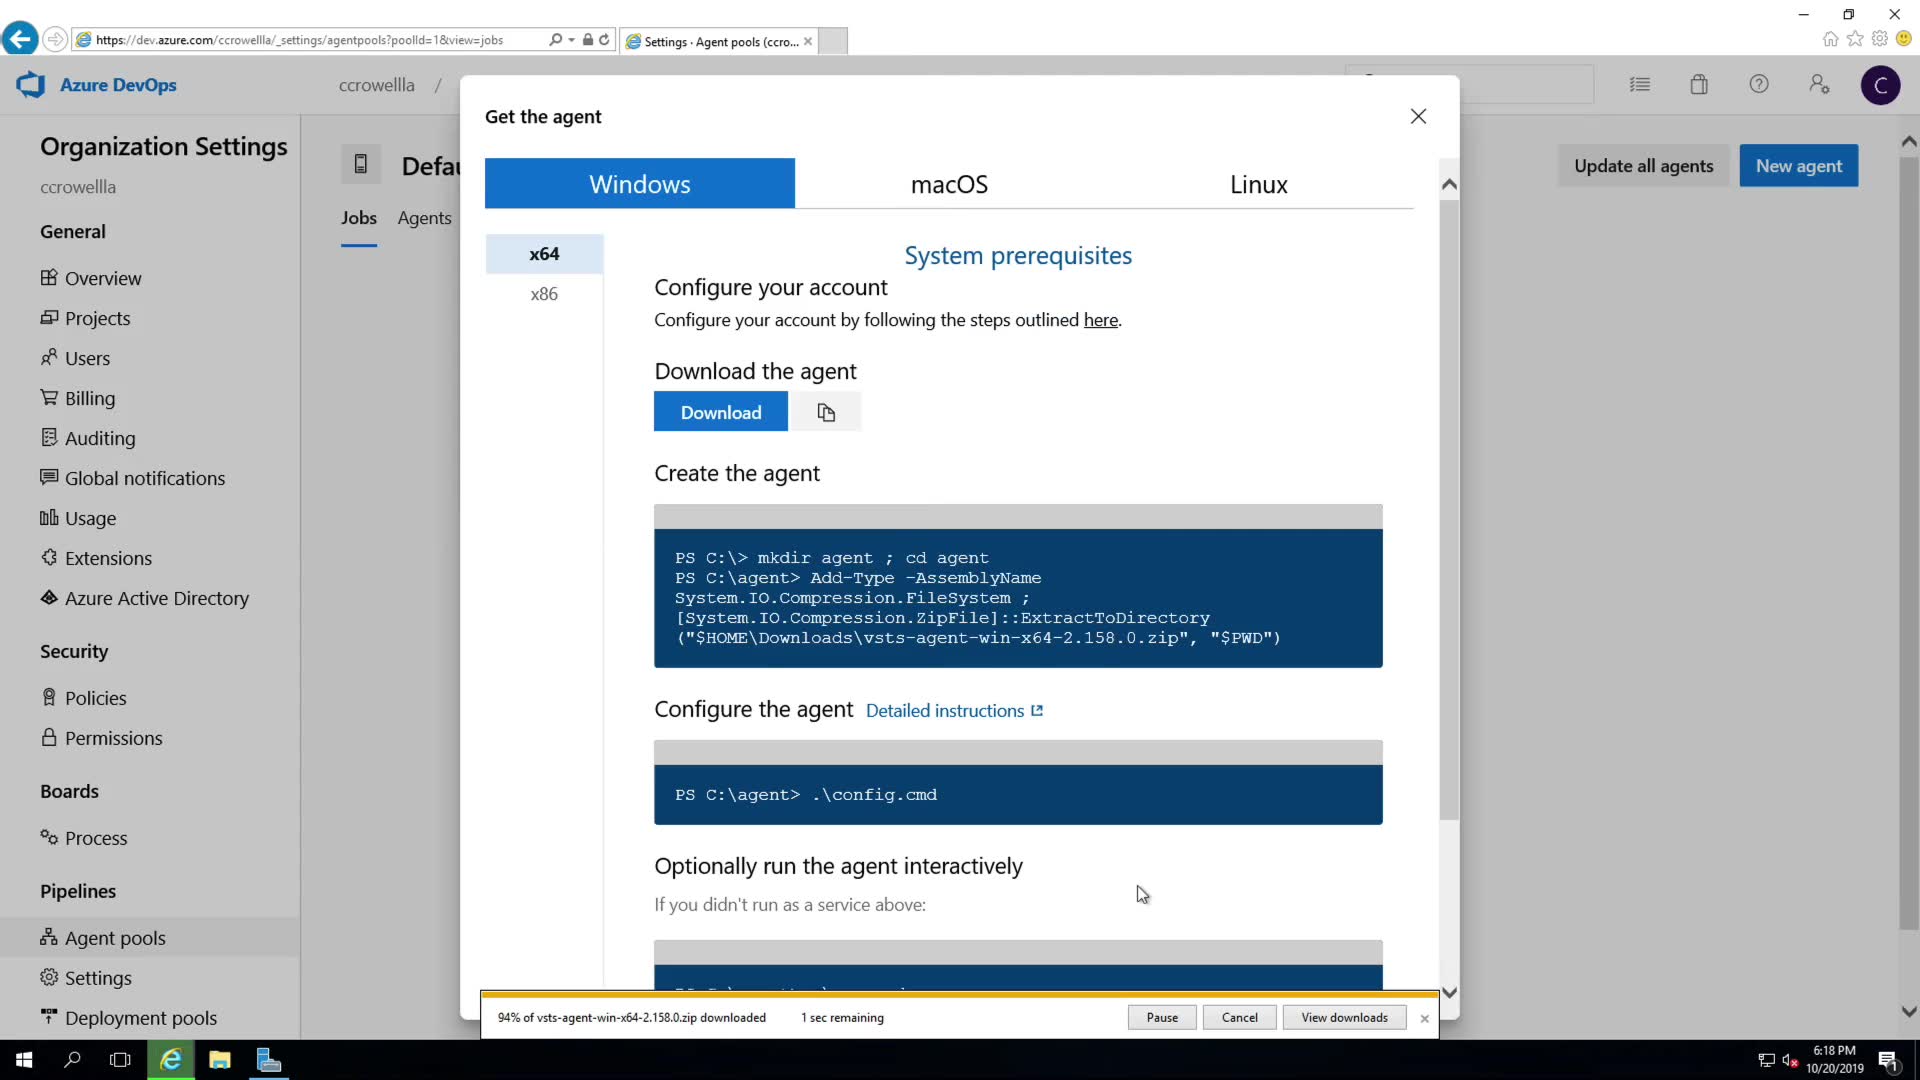 https://dev.azure.com/ccrowellla/_settings/agentpools?poolId=1&view=jobs
Settings - Agent pools (ccro...
Azure DevOps
ccrowellla /
C
Organization Settings
ccrowellla
General
Overview
Projects
Users
Billing
Auditing
Global notifications
Usage
Extensions
Azure Active Directory
Security
Policies
Permissions
Boards
Process
Pipelines
Agent pools
Settings
Deployment pools
Jobs
Agents
Update all agents
New agent
Get the agent
Windows
macOS
Linux
x64
x86
System prerequisites
Configure your account
Configure your account by following the steps outlined here.
Download the agent
Download
Create the agent
PS C:\> mkdir agent ; cd agent
PS C:\agent> Add-Type -AssemblyName
System.IO.Compression.FileSystem ;
[System.IO.Compression.ZipFile]::ExtractToDirectory
("$HOME\Downloads\vsts-agent-win-x64-2.158.0.zip", "$PWD")
Configure the agent
Detailed instructions
PS C:\agent> .\config.cmd
Optionally run the agent interactively
If you didn't run as a service above:
94% of vsts-agent-win-x64-2.158.0.zip downloaded
1 sec remaining
Pause
Cancel
View downloads
6:18 PM
10/20/2019
1